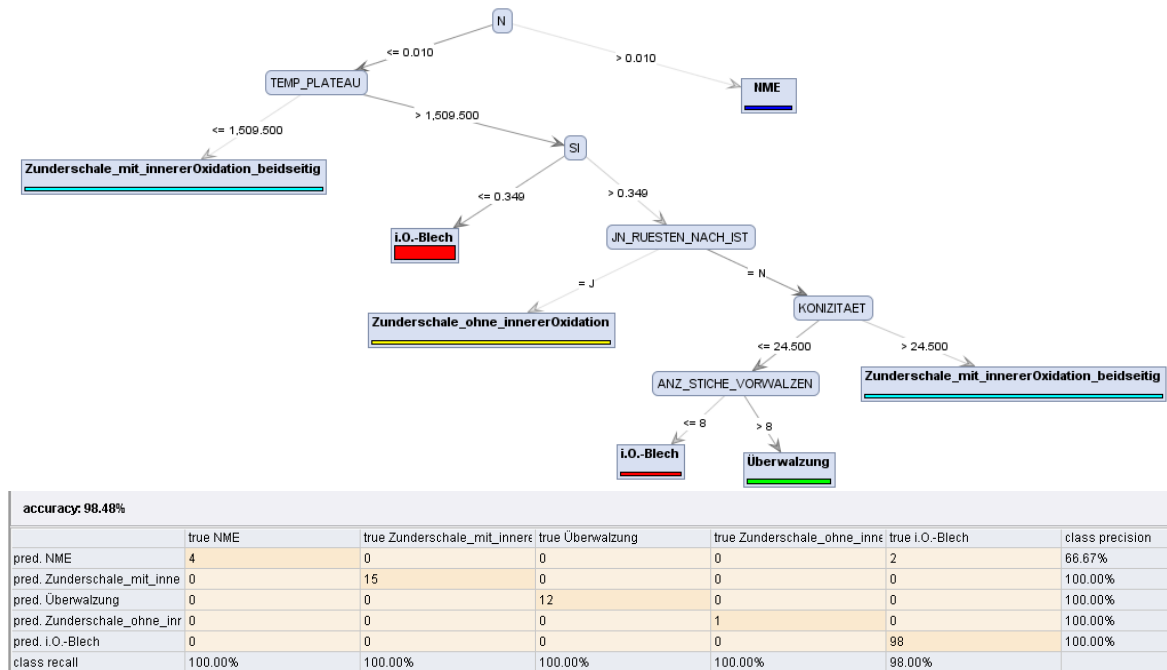 N
<= 0.010
> 0.010
TEMP_PLATEAU
NME
<= 1,509.500
> 1,509.500
SI
Zunderschale_mit_innererOxidation_beidseitig
<= 0.349
> 0.349
i.O.-Blech
JN_RUESTEN_NACH_IST
= J
= N
KONIZITAET
Zunderschale_ohne_innererOxidation
<= 24.500
> 24.500
ANZ_STICHE_VORWALZEN
Zunderschale_mit_innererOxidation_beidseitig
<= 8
> 8
i.O.-Blech
Überwalzung
accuracy: 98.48%
true NME true Zunderschale_mit_innere true Überwalzung true Zunderschale_ohne_inne true i.O.-Blech class precision
pred. NME 4 0 0 0 2 66.67%
pred. Zunderschale_mit_inne 0 15 0 0 0 100.00%
pred. Überwalzung 0 0 12 0 0 100.00%
pred. Zunderschale_ohne_inr 0 0 0 1 0 100.00%
pred. i.O.-Blech 0 0 0 0 98 100.00%
class recall 100.00% 100.00% 100.00% 100.00% 98.00%